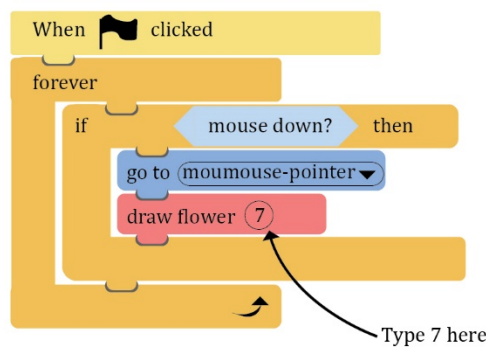 When clicked
forever
if mouse down? then
go to moumouse-pointer
draw flower 7
Type 7 here